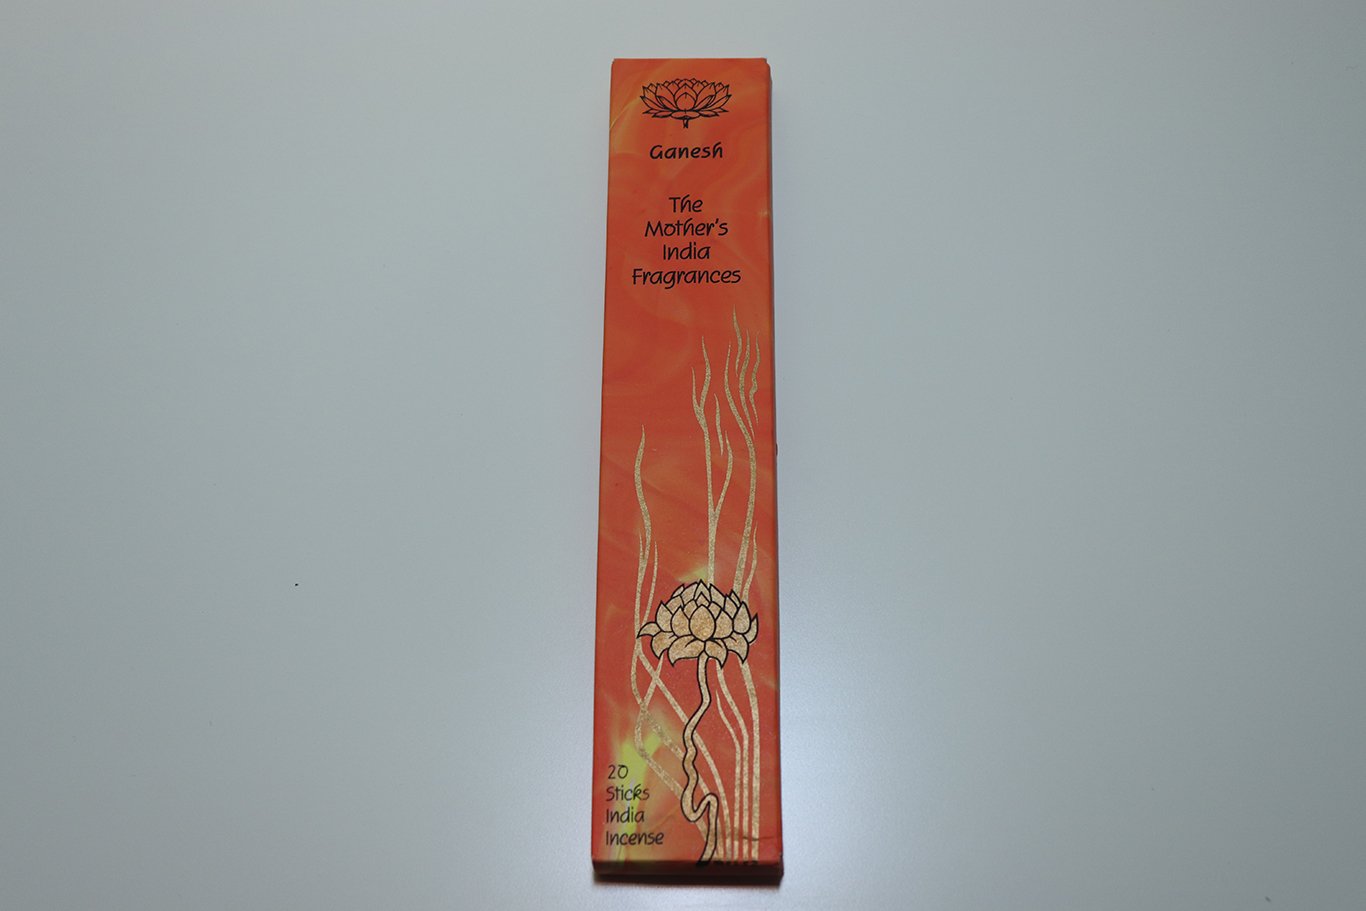 Ganesh
The
Mother's
India
Fragrances
20
Sticks
India
Incense